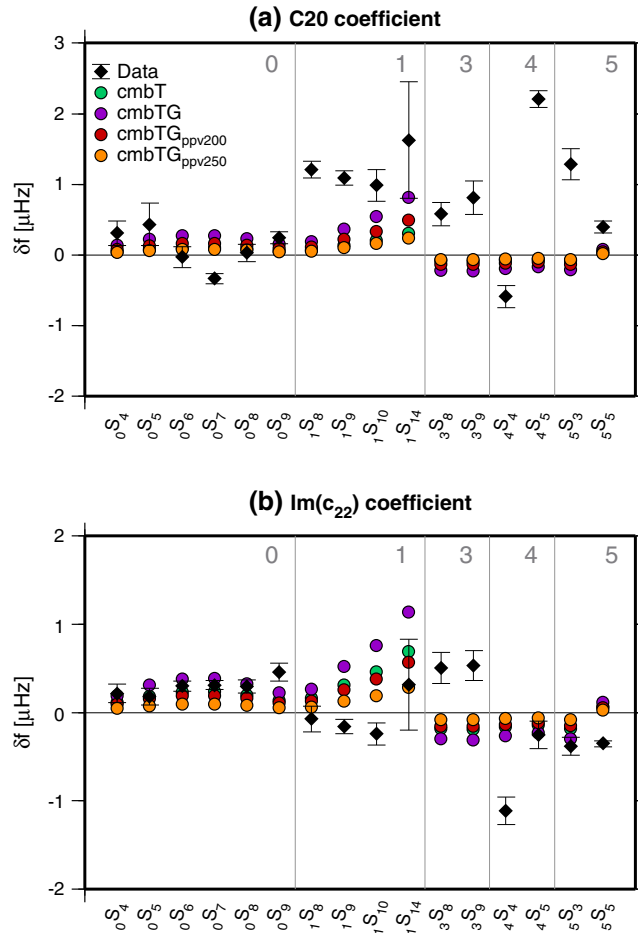 (a) C20 coefficient
3
2
1
0
-1
-2
δf [µHz]
0 1 3 4 5
Data
cmbT
cmbTG
cmbTGppv200
cmbTGppv250
0S4 0S5 0S6 0S7 0S8 0S9 1S8 1S9 1S10 1S14 3S8 3S9 4S4 4S5 5S3 5S5
(b) Im(c22) coefficient
2
1
0
-1
-2
δf [µHz]
0 1 3 4 5
0S4 0S5 0S6 0S7 0S8 0S9 1S8 1S9 1S10 1S14 3S8 3S9 4S4 4S5 5S3 5S5